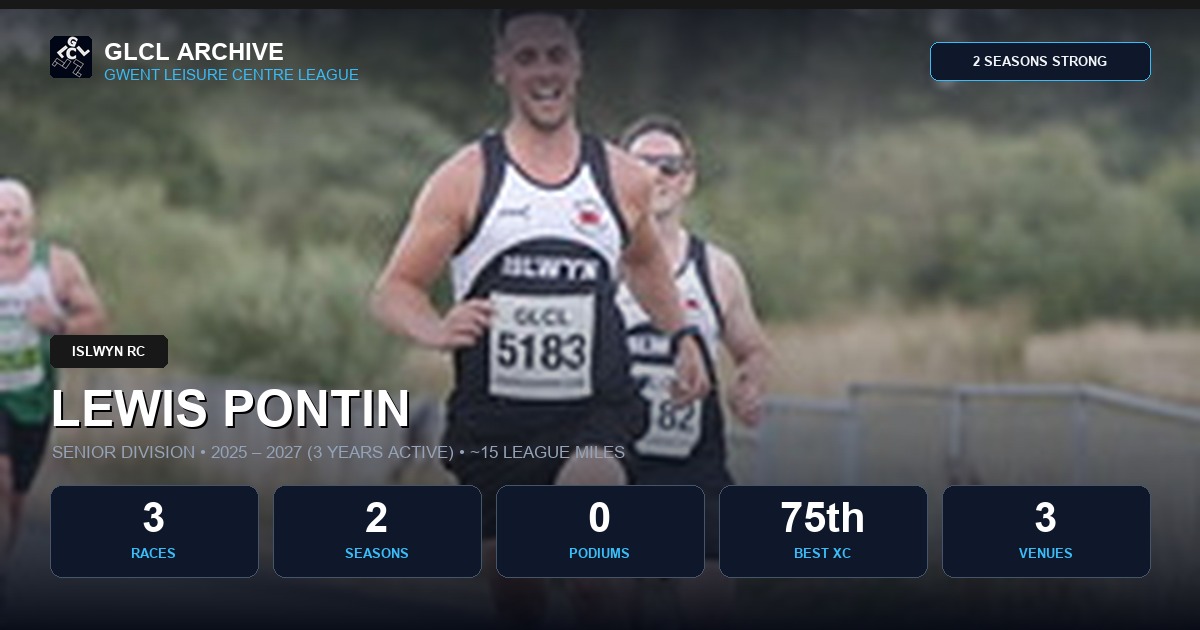 GLCL ARCHIVE
GWENT LEISURE CENTRE LEAGUE
2 SEASONS STRONG
ISLWYN
GLCL
5183
82
ISLWYN RC
LEWIS PONTIN
SENIOR DIVISION • 2025 – 2027 (3 YEARS ACTIVE) • ~15 LEAGUE MILES
3
RACES
2
SEASONS
0
PODIUMS
75th
BEST XC
3
VENUES